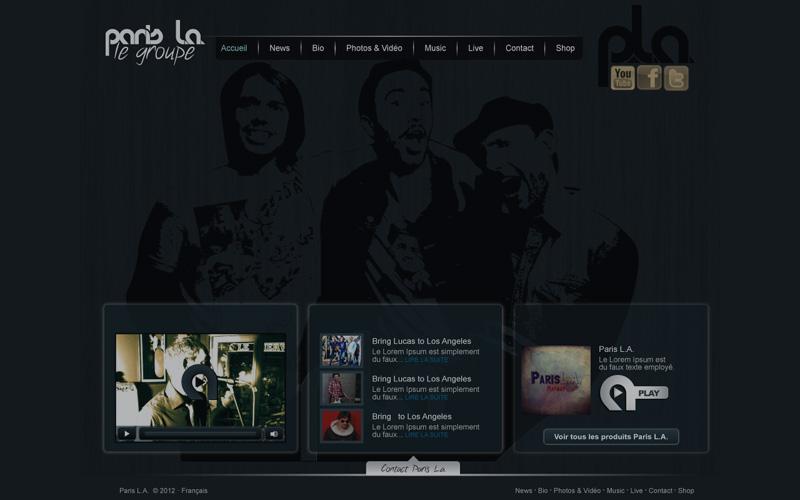 paris la.
le groupe
Accueil News Bio Photos & Vidéo Music Live Contact Shop
pla.
You
Tube
Bring Lucas to Los Angeles
Le Lorem Ipsum est simplement
du faux... LIRE LA SUITE
Bring Lucas to Los Angeles
Le Lorem Ipsum est simplement
du faux... LIRE LA SUITE
Bring to Los Angeles
Le Lorem Ipsum est simplement
du faux... LIRE LA SUITE
PARIS L.A.
Paris L.A.
Le Lorem Ipsum est
du faux texte employé.
PLAY
Voir tous les produits Paris L.A.
Contact Paris La.
Paris L.A. © 2012 · Français
News · Bio · Photos & Vidéo · Music · Live · Contact · Shop